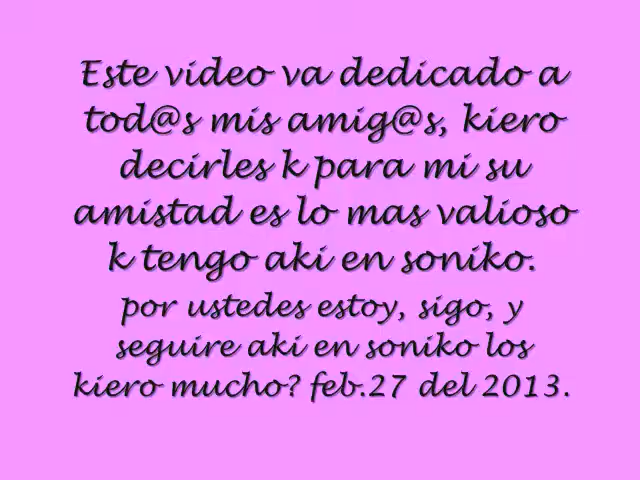 Este video va dedicado a
tod@s mis amig@s, kiero
decirles k para mi su
amistad es lo mas valioso
k tengo aki en soniko.
por ustedes estoy, sigo, y
seguire aki en soniko los
kiero mucho? feb.27 del 2013.